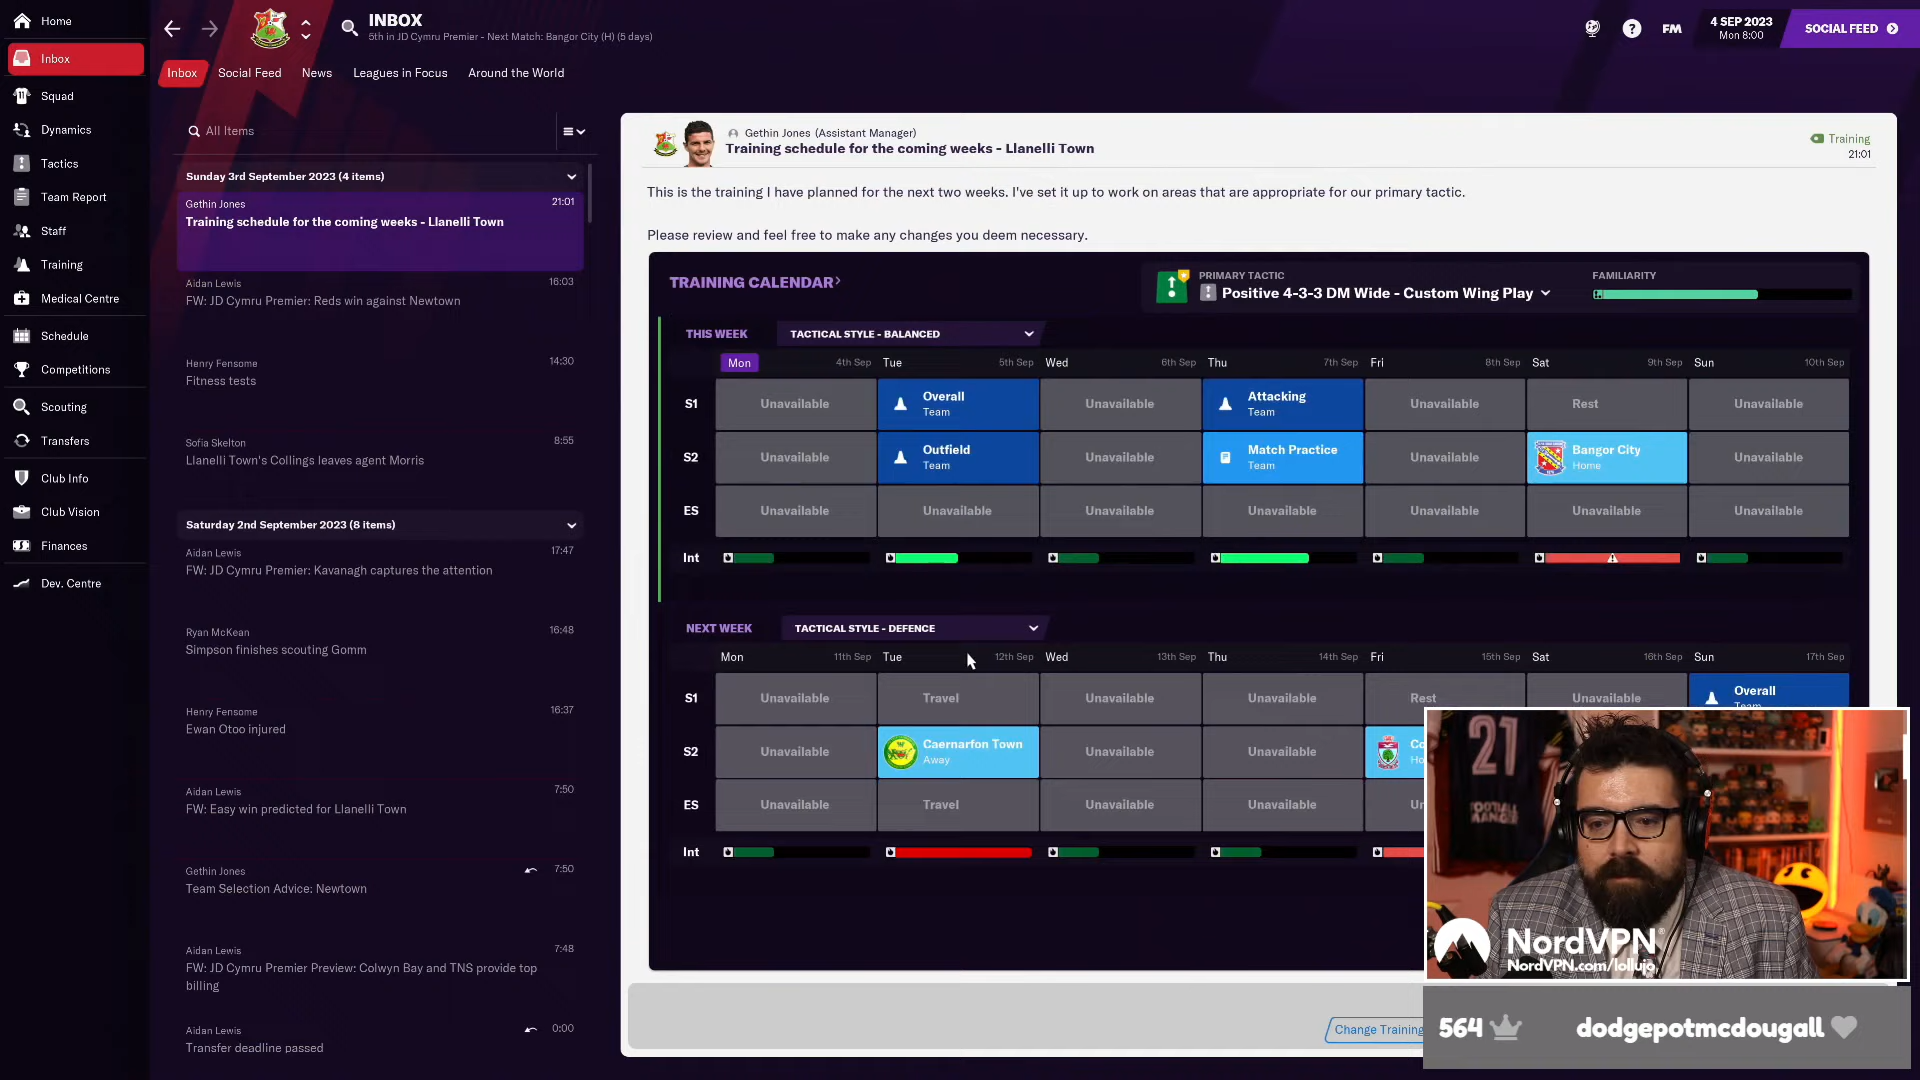 Home
Inbox
Squad
Dynamics
Tactics
Team Report
Staff
Training
Medical Centre
Schedule
Competitions
Scouting
Transfers
Club Info
Club Vision
Finances
Dev. Centre
INBOX
5th in JD Cymru Premier - Next Match: Bangor City (H) (5 days)
FM
4 SEP 2023
Mon 8:00
SOCIAL FEED
Inbox Social Feed News Leagues in Focus Around the World
All Items
Sunday 3rd September 2023 (4 items)
Gethin Jones 21:01
Training schedule for the coming weeks - Llanelli Town
Aidan Lewis 16:03
FW: JD Cymru Premier: Reds win against Newtown
Henry Fensome 14:30
Fitness tests
Sofia Skelton 8:55
Llanelli Town's Collings leaves agent Morris
Saturday 2nd September 2023 (8 items)
Aidan Lewis 17:47
FW: JD Cymru Premier: Kavanagh captures the attention
Ryan McKean 16:48
Simpson finishes scouting Gomm
Henry Fensome 16:37
Ewan Otoo injured
Aidan Lewis 7:50
FW: Easy win predicted for Llanelli Town
Gethin Jones 7:50
Team Selection Advice: Newtown
Aidan Lewis 7:48
FW: JD Cymru Premier Preview: Colwyn Bay and TNS provide top
billing
Aidan Lewis 0:00
Transfer deadline passed
Gethin Jones (Assistant Manager)
Training schedule for the coming weeks - Llanelli Town
Training
21:01
This is the training I have planned for the next two weeks. I've set it up to work on areas that are appropriate for our primary tactic.
Please review and feel free to make any changes you deem necessary.
TRAINING CALENDAR
PRIMARY TACTIC
Positive 4-3-3 DM Wide - Custom Wing Play
FAMILIARITY
THIS WEEK TACTICAL STYLE - BALANCED
Mon 4th Sep Tue 5th Sep Wed 6th Sep Thu 7th Sep Fri 8th Sep Sat 9th Sep Sun 10th Sep
S1 Unavailable Overall Team Unavailable Attacking Team Unavailable Rest Unavailable
S2 Unavailable Outfield Team Unavailable Match Practice Team Unavailable Bangor City Home Unavailable
ES Unavailable Unavailable Unavailable Unavailable Unavailable Unavailable Unavailable
Int
NEXT WEEK TACTICAL STYLE - DEFENCE
Mon 11th Sep Tue 12th Sep Wed 13th Sep Thu 14th Sep Fri 15th Sep Sat 16th Sep Sun 17th Sep
S1 Unavailable Travel Unavailable Unavailable Rest Unavailable Overall Team
S2 Unavailable Caernarfon Town Away Unavailable Unavailable Co Ho
ES Unavailable Travel Unavailable Unavailable
Int
Change Training
21
NordVPN
NordVPN.com/lollujo
564 dodgepotmcdougall